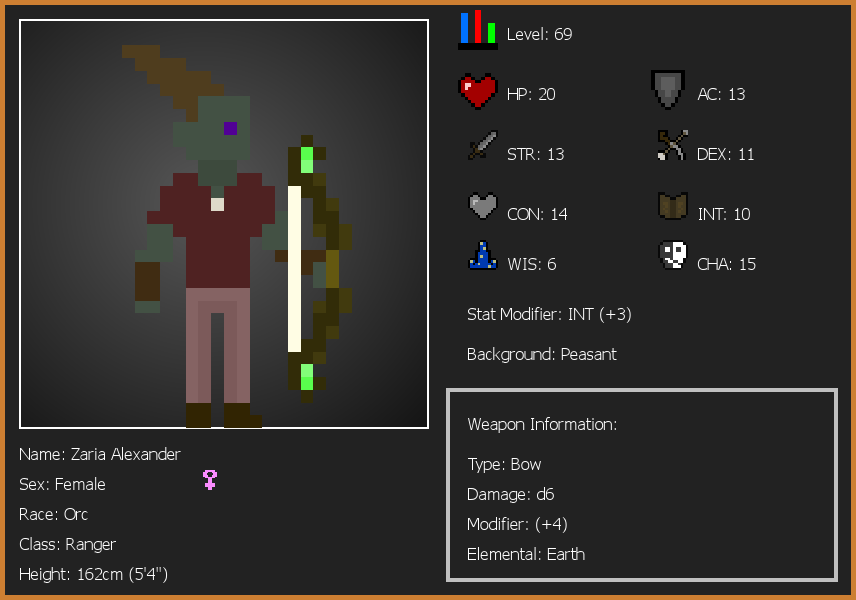 Level: 69
HP: 20
AC: 13
STR: 13
DEX: 11
CON: 14
INT: 10
WIS: 6
CHA: 15
Stat Modifier: INT (+3)
Background: Peasant
Weapon Information:
Type: Bow
Damage: d6
Modifier: (+4)
Elemental: Earth
Name: Zaria Alexander
Sex: Female
Race: Orc
Class: Ranger
Height: 162cm (5'4")